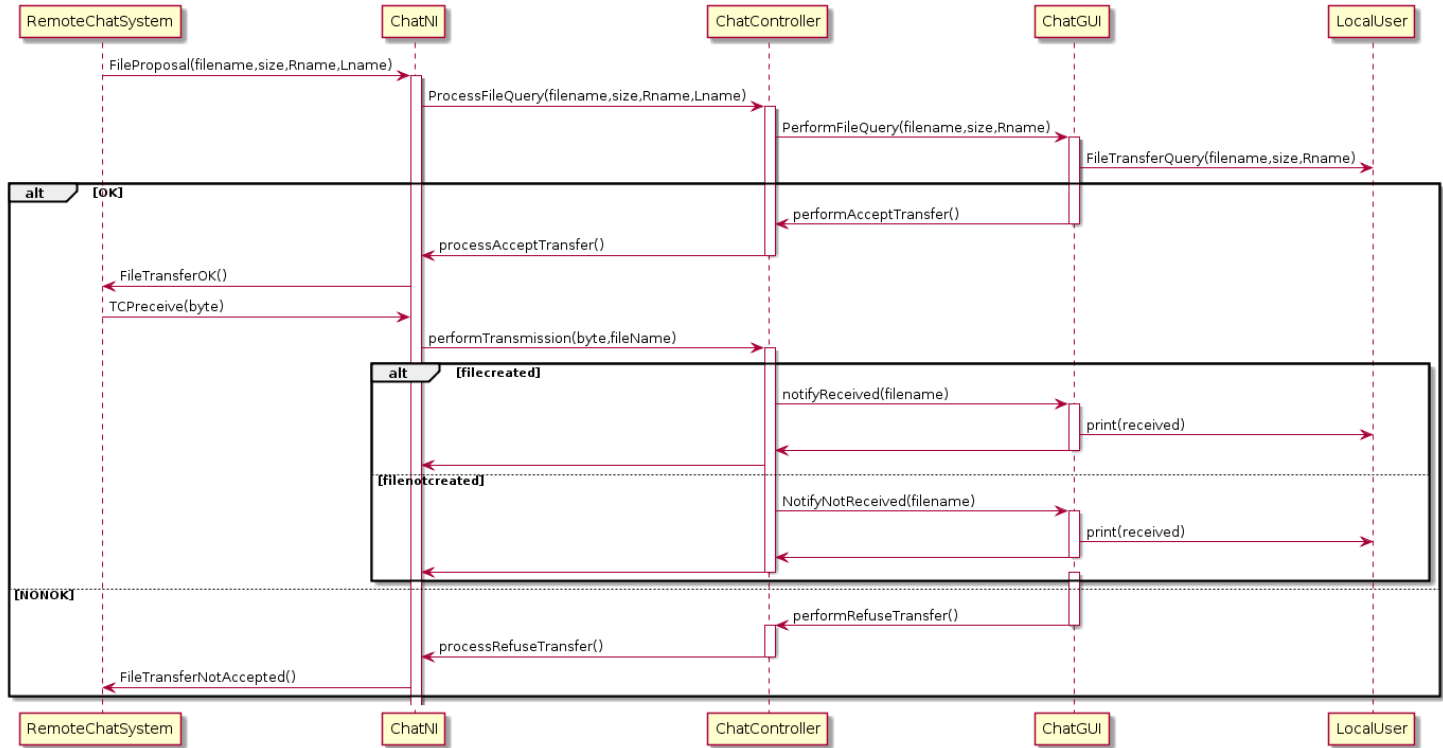 RemoteChatSystem ChatNI ChatController ChatGUI LocalUser
FileProposal(filename,size,Rname,Lname)
ProcessFileQuery(filename,size,Rname,Lname)
PerformFileQuery(filename,size,Rname)
FileTransferQuery(filename,size,Rname)
alt [OK]
performAcceptTransfer()
processAcceptTransfer()
FileTransferOK()
TCPreceive(byte)
performTransmission(byte,fileName)
alt [filecreated]
notifyReceived(filename)
print(received)
[filenotcreated]
NotifyNotReceived(filename)
print(received)
[NONOK]
performRefuseTransfer()
processRefuseTransfer()
FileTransferNotAccepted()
RemoteChatSystem ChatNI ChatController ChatGUI LocalUser